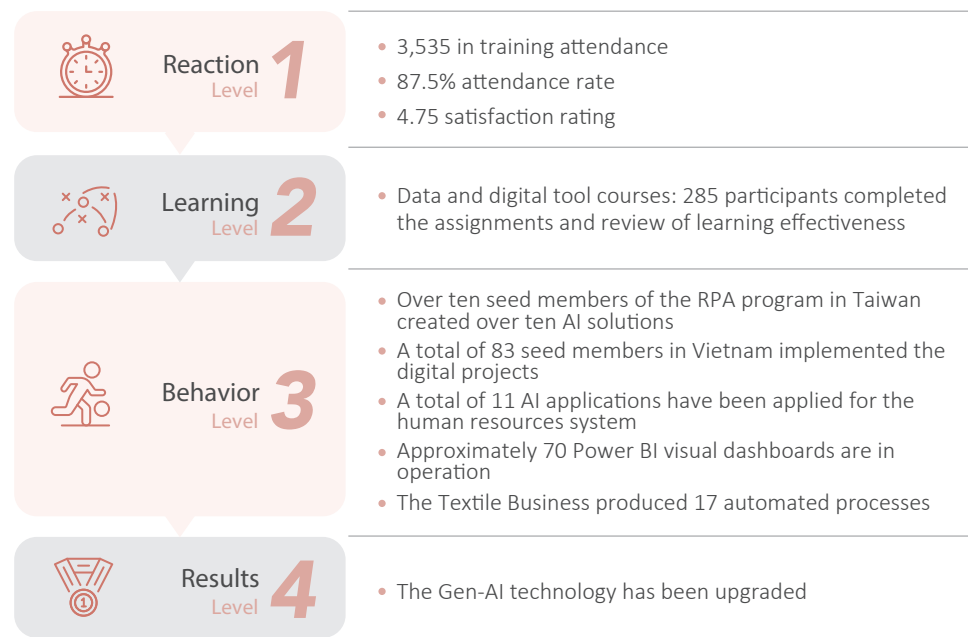 Reaction
Level
1
• 3,535 in training attendance
• 87.5% attendance rate
• 4.75 satisfaction rating
Learning
Level
2
• Data and digital tool courses: 285 participants completed
the assignments and review of learning effectiveness
Behavior
Level
3
• Over ten seed members of the RPA program in Taiwan
created over ten AI solutions
• A total of 83 seed members in Vietnam implemented the
digital projects
• A total of 11 AI applications have been applied for the
human resources system
• Approximately 70 Power BI visual dashboards are in
operation
• The Textile Business produced 17 automated processes
1
Results
Level
4
• The Gen-AI technology has been upgraded